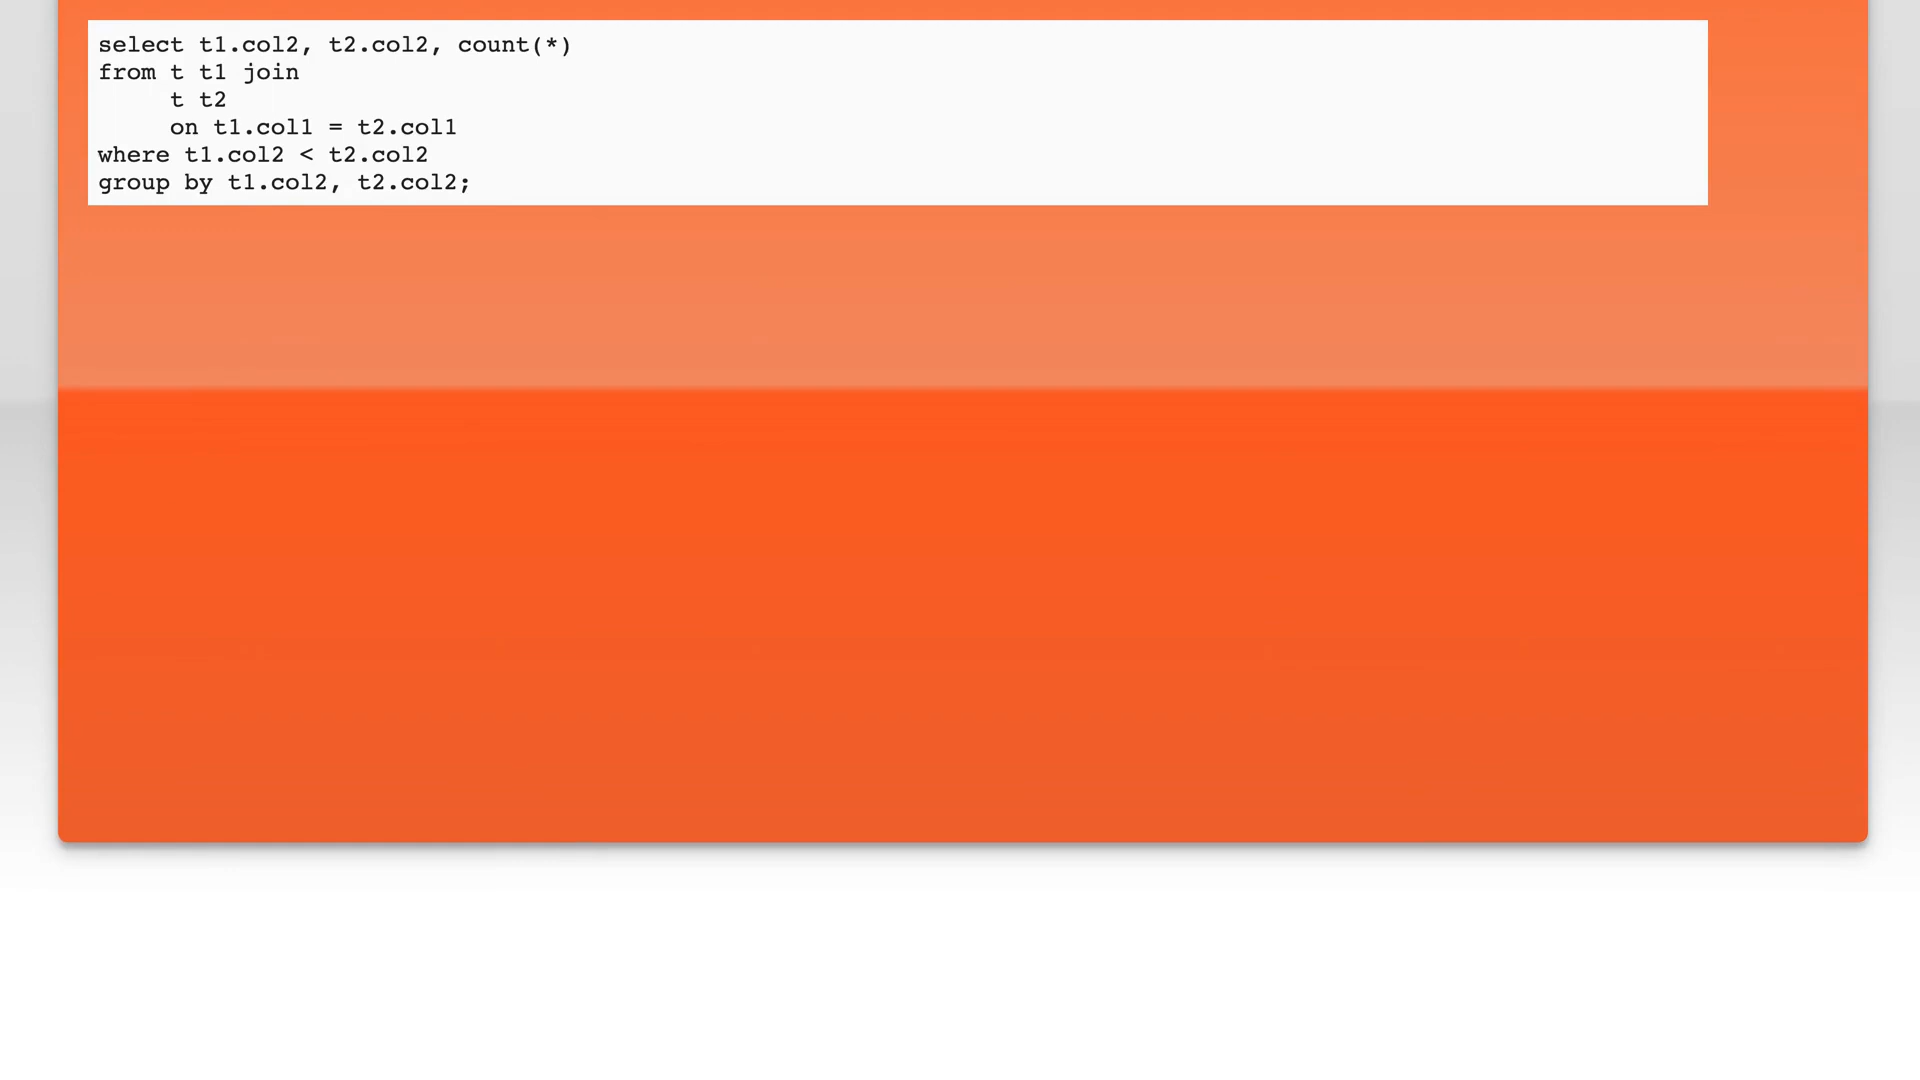 select t1.col2, t2.col2, count(*)
from t t1 join
     t t2
     on t1.col1 = t2.col1
where t1.col2 < t2.col2
group by t1.col2, t2.col2;